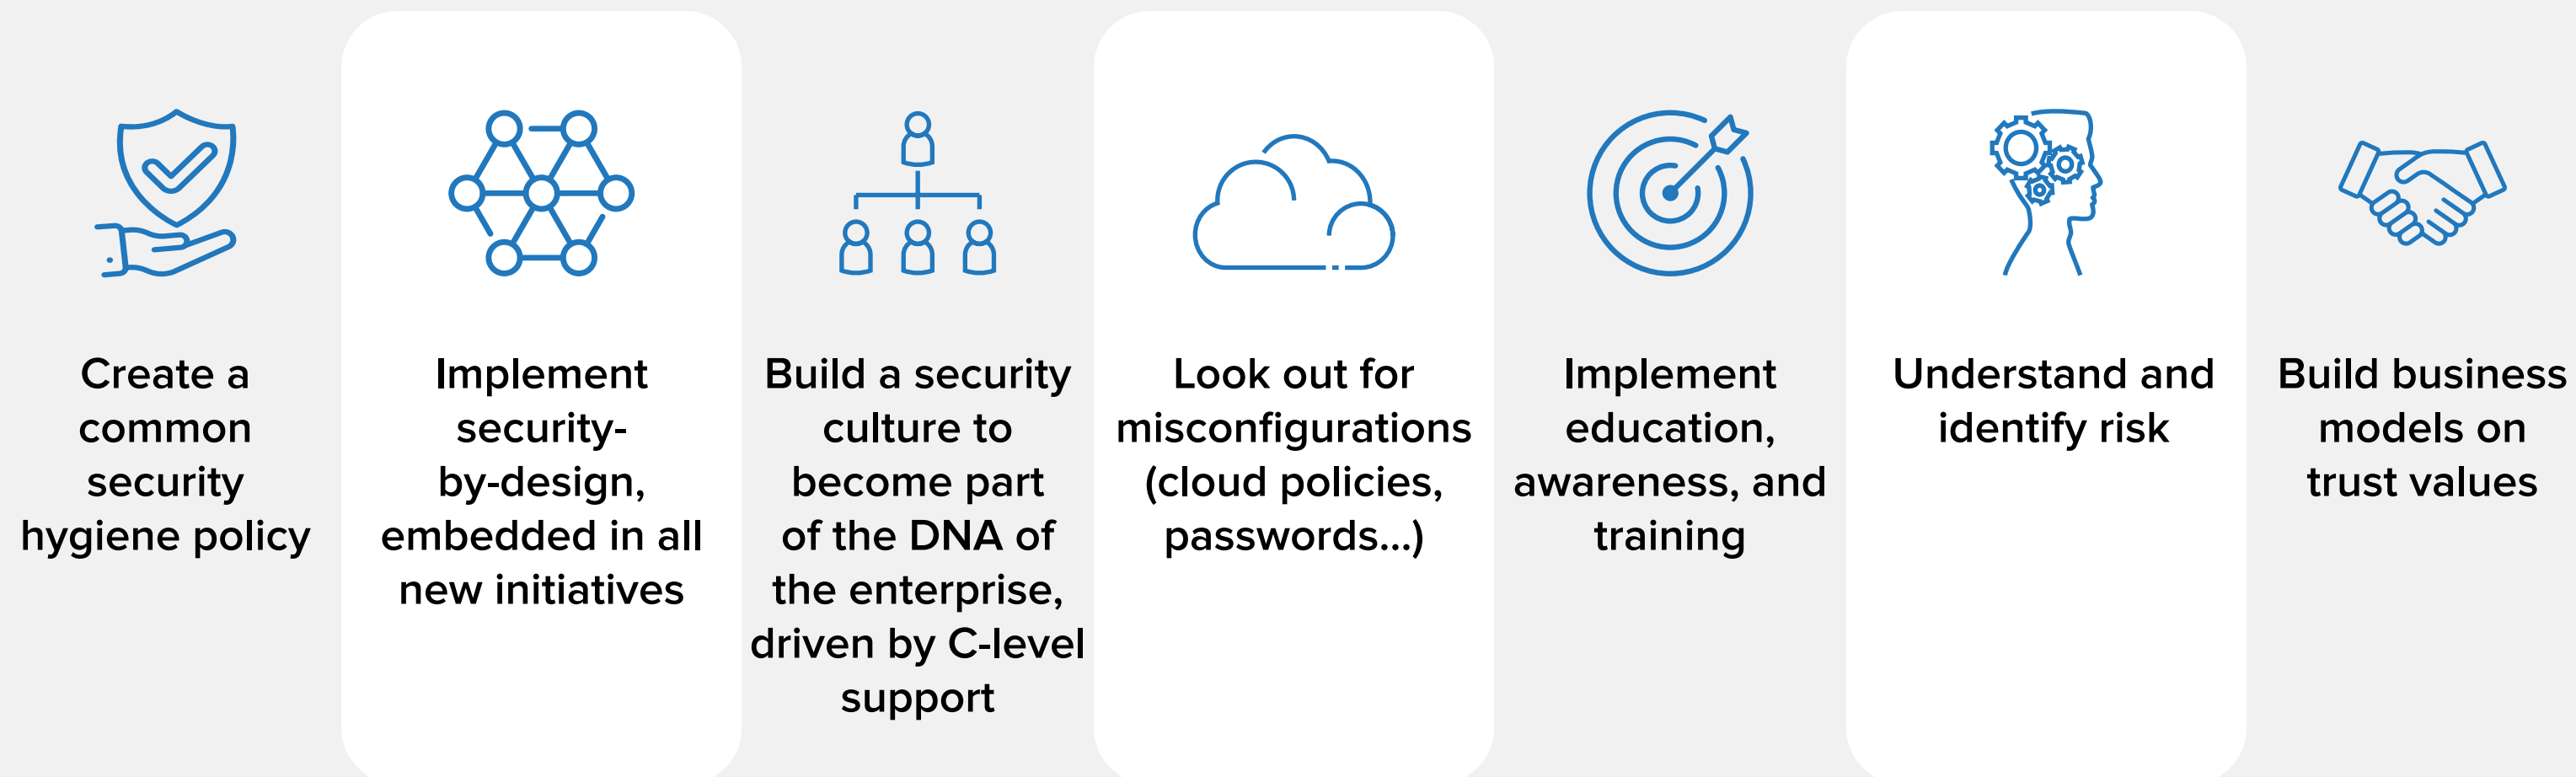 Create a
common
security
hygiene policy
Implement
security-
by-design,
embedded in all
new initiatives
Build a security
culture to
become part
of the DNA of
the enterprise,
driven by C-level
support
Look out for
misconfigurations
(cloud policies,
passwords...)
Implement
education,
awareness, and
training
Understand and
identify risk
Build business
models on
trust values